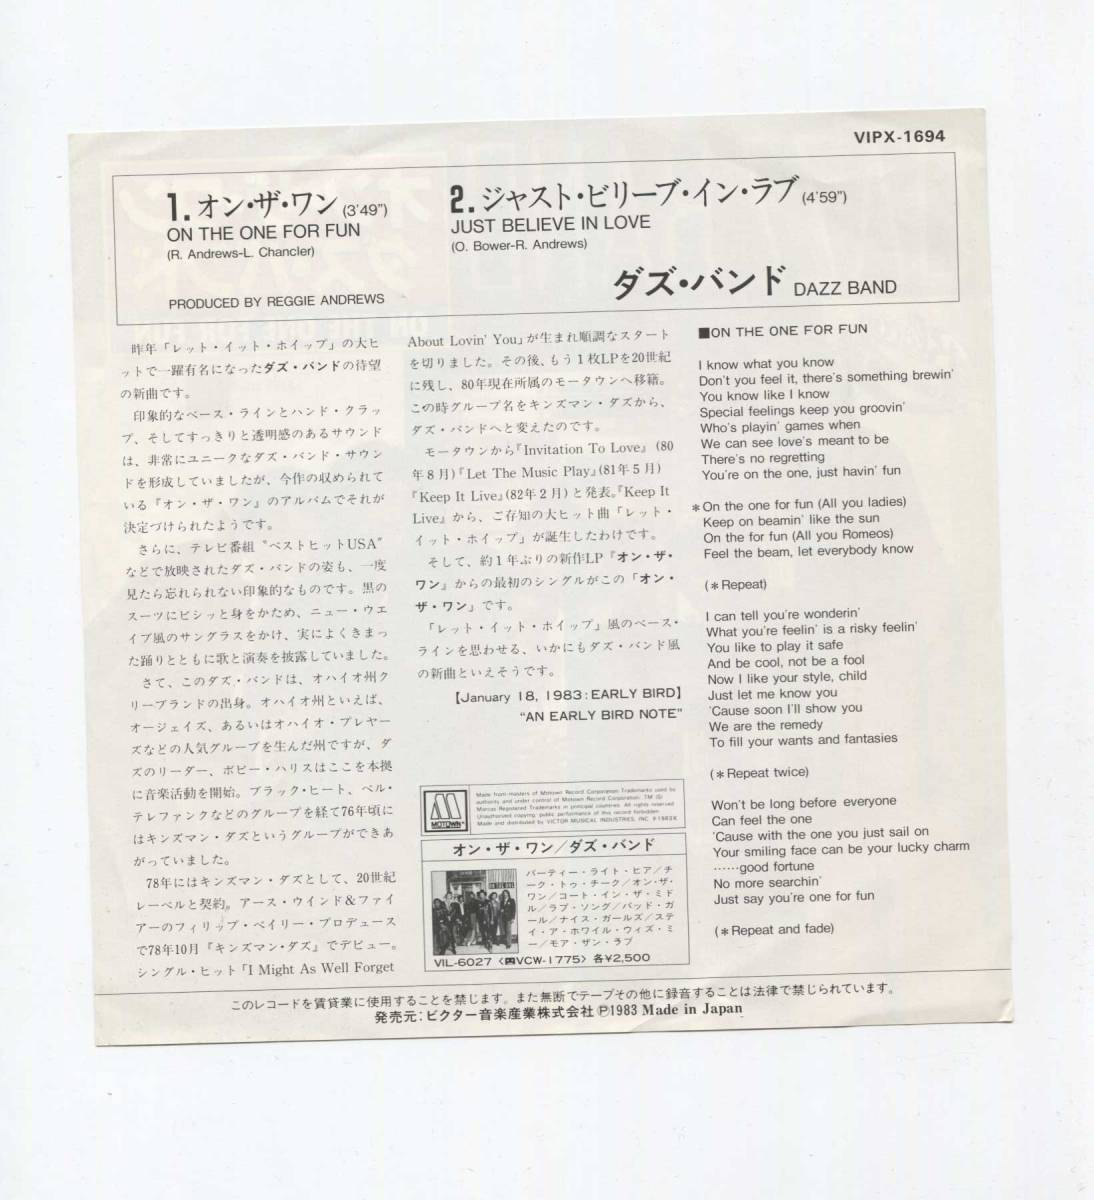 VIPX-1694
1. オン・ザ・ワン (3'49")
ON THE ONE FOR FUN
(R. Andrews-L. Chancler)
2. ジャスト・ビリーブ・イン・ラブ (4'59")
JUST BELIEVE IN LOVE
(O. Bower-R. Andrews)
PRODUCED BY REGGIE ANDREWS
ダズ・バンド DAZZ BAND
昨年「レット・イット・ホイップ」の大ヒ
ットで一躍有名になったダズ・バンドの待望
の新曲です。
印象的なベース・ラインとハンド・クラッ
プ、そしてすっきりと透明感のあるサウンド
は、非常にユニークなダズ・バンド・サウン
ドを形成していましたが、今作の収められて
いる『オン・ザ・ワン』のアルバムでそれが
決定づけられたようです。
さらに、テレビ番組〝ベストヒットUSA〟
などで放映されたダズ・バンドの姿も、一度
見たら忘れられない印象的なものです。黒の
スーツにビシッと身をかため、ニュー・ウエ
イブ風のサングラスをかけ、実によくきまっ
た踊りとともに歌と演奏を披露していました。
さて、このダズ・バンドは、オハイオ州ク
リーブランドの出身。オハイオ州といえば、
オージェイズ、あるいはオハイオ・プレヤー
ズなどの人気グループを生んだ州ですが、ダ
ズのリーダー、ボビー・ハリスはここを本拠
に音楽活動を開始。ブラック・ヒート、ベル・
テレファンクなどのグループを経て76年頃に
はキンズマン・ダズというグループができあ
がっていました。
78年にはキンズマン・ダズとして、20世紀
レーベルと契約。アース・ウインド&ファイ
アーのフィリップ・ベイリー・プロデュース
で78年10月『キンズマン・ダズ』でデビュー。
シングル・ヒット「I Might As Well Forget
About Lovin' You」が生まれ順調なスタート
を切りました。その後、もう1枚LPを20世紀
に残し、80年現在所属のモータウンへ移籍。
この時グループ名をキンズマン・ダズから、
ダズ・バンドへと変えたのです。
モータウンから『Invitation To Love』(80
年8月)『Let The Music Play』(81年5月)
『Keep It Live』(82年2月)と発表。『Keep It
Live』から、ご存知の大ヒット曲「レット・
イット・ホイップ」が誕生したわけです。
そして、約1年ぶりの新作LP『オン・ザ・
ワン』からの最初のシングルがこの「オン・
ザ・ワン」です。
「レット・イット・ホイップ」風のベース・
ラインを思わせる、いかにもダズ・バンド風
の新曲といえそうです。
【January 18, 1983: EARLY BIRD】
"AN EARLY BIRD NOTE"
MOTOWN
Made from-masters of Motown Record Corporation Trademarks used by
authority and under control of Motown Record Corporation. TM ®
Marcas Registered Trademarks in principal countries. All rights reserved
Unauthorized copying, public performance of this record forbidden.
Made and distributed by VICTOR MUSICAL INDUSTRIES, INC ℗1983Ⓚ
オン・ザ・ワン/ダズ・バンド
ON THE ONE
パーティー・ライト・ヒア/チ
ーク・トゥ・チーク/オン・ザ・
ワン/コート・イン・ザ・ミド
ル/ラブ・ソング/バッド・ガ
ール/ナイス・ガールズ/ステ
イ・ア・ホワイル・ウィズ・ミ
ー/モア・ザン・ラブ
VIL-6027 〈VCW-1775〉 各¥2,500
■ON THE ONE FOR FUN
I know what you know
Don't you feel it, there's something brewin'
You know like I know
Special feelings keep you groovin'
Who's playin' games when
We can see love's meant to be
There's no regretting
You're on the one, just havin' fun
*On the one for fun (All you ladies)
Keep on beamin' like the sun
On the for fun (All you Romeos)
Feel the beam, let everybody know
(*Repeat)
I can tell you're wonderin'
What you're feelin' is a risky feelin'
You like to play it safe
And be cool, not be a fool
Now I like your style, child
Just let me know you
'Cause soon I'll show you
We are the remedy
To fill your wants and fantasies
(*Repeat twice)
Won't be long before everyone
Can feel the one
'Cause with the one you just sail on
Your smiling face can be your lucky charm
……good fortune
No more searchin'
Just say you're one for fun
(*Repeat and fade)
このレコードを賃貸業に使用することを禁じます。また無断でテープその他に録音することは法律で禁じられています。
発売元:ビクター音楽産業株式会社 ℗1983 Made in Japan